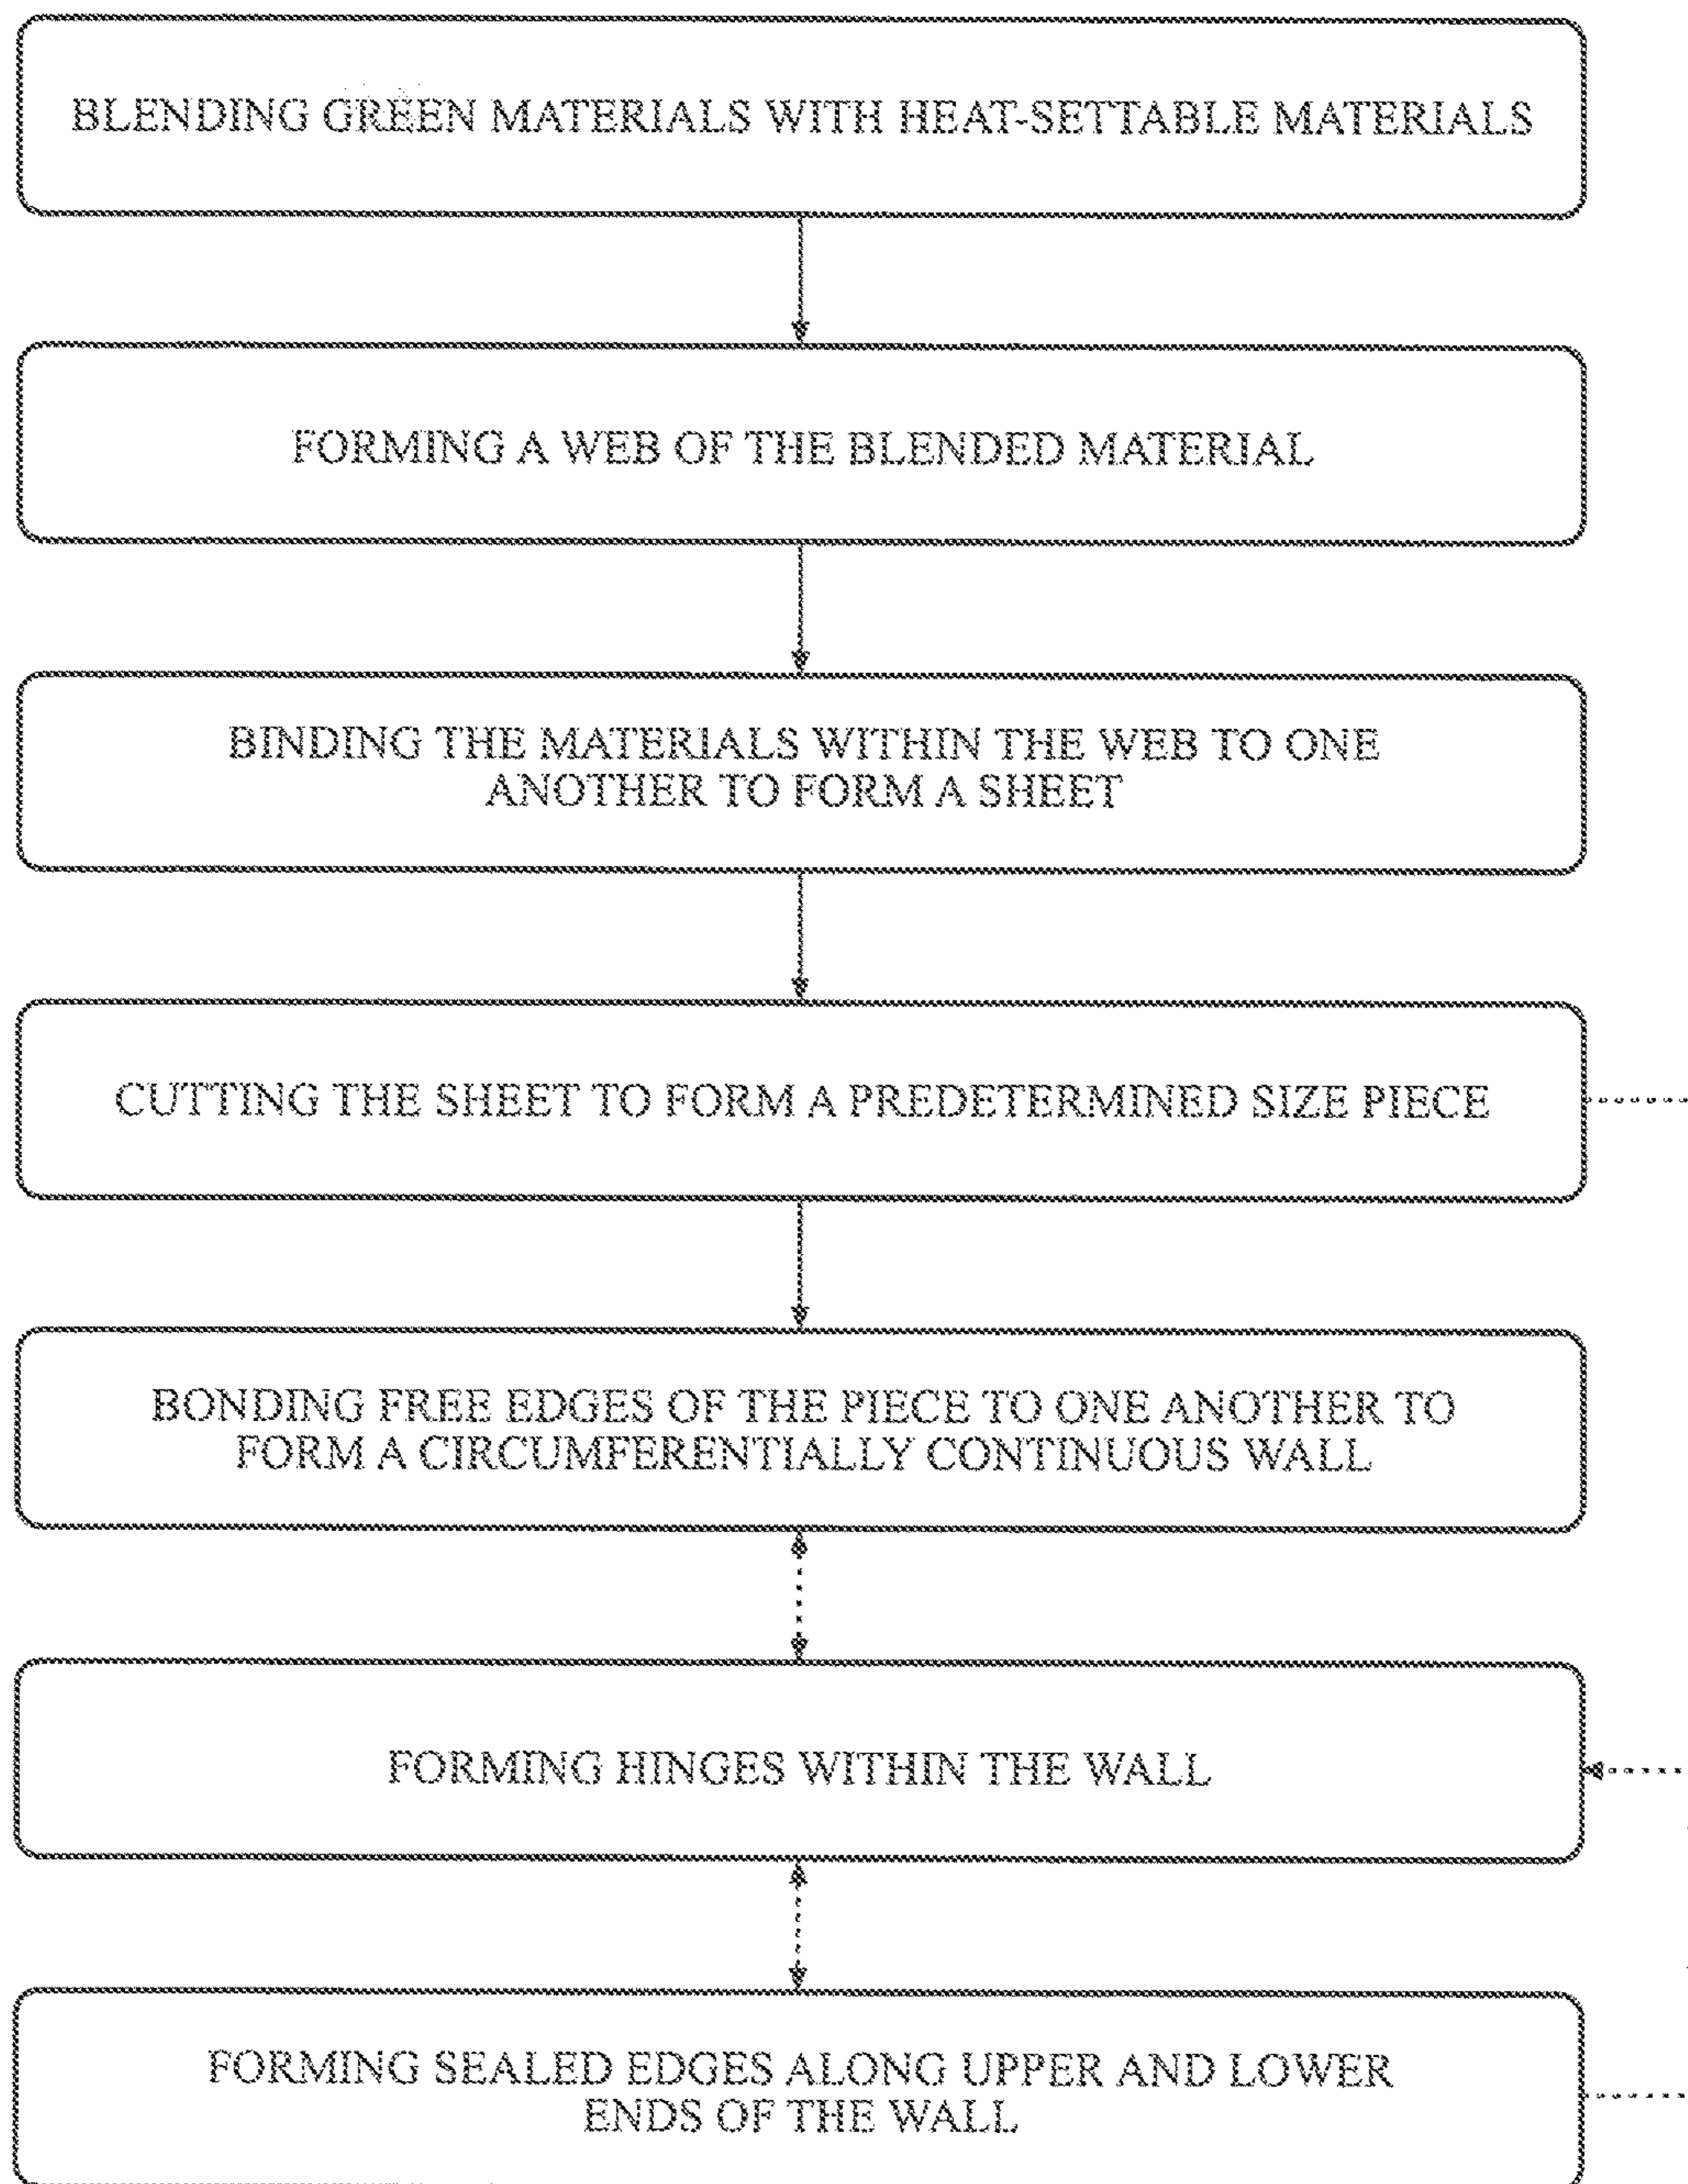 BLENDING GREEN MATERIALS WITH HEAT-SETTABLE MATERIALS
FORMING A WEB OF THE BLENDED MATERIAL
BINDING THE MATERIALS WITHIN THE WEB TO ONE
ANOTHER TO FORM A SHEET
CUTTING THE SHEET TO FORM A PREDETERMINED SIZE PIECE
BONDING FREE EDGES OF THE PIECE TO ONE ANOTHER TO
FORM A CIRCUMFERENTIALLY CONTINUOUS WALL
FORMING HINGES WITHIN THE WALL
FORMING SEALED EDGES ALONG UPPER AND LOWER
ENDS OF THE WALL